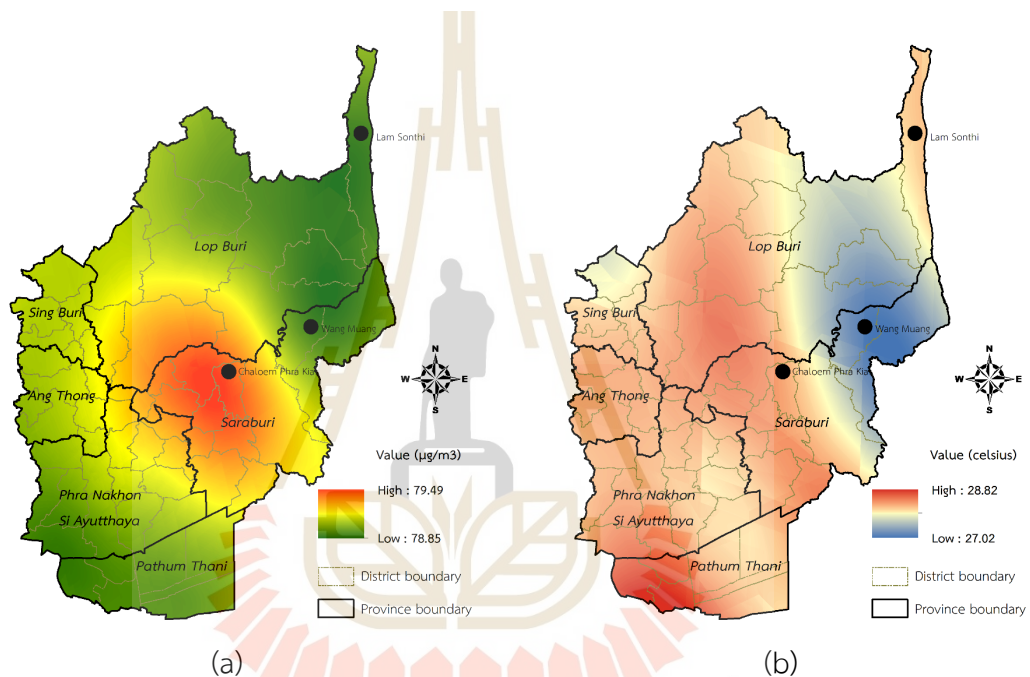 Lam Sonthi
Lop Buri
Sing Buri
Wang Muang
Chaloem Phra Kiat
Ang Thong
Saraburi
Phra Nakhon
Si Ayutthaya
Pathum Thani
N
W E
S
Value (µg/m3)
High : 79.49
Low : 78.85
District boundary
Province boundary
(a)
Lam Sonthi
Lop Buri
Sing Buri
Wang Muang
Chaloem Phra Kiat
Ang Thong
Saraburi
Phra Nakhon
Si Ayutthaya
Pathum Thani
N
W E
S
Value (celsius)
High : 28.82
Low : 27.02
District boundary
Province boundary
(b)